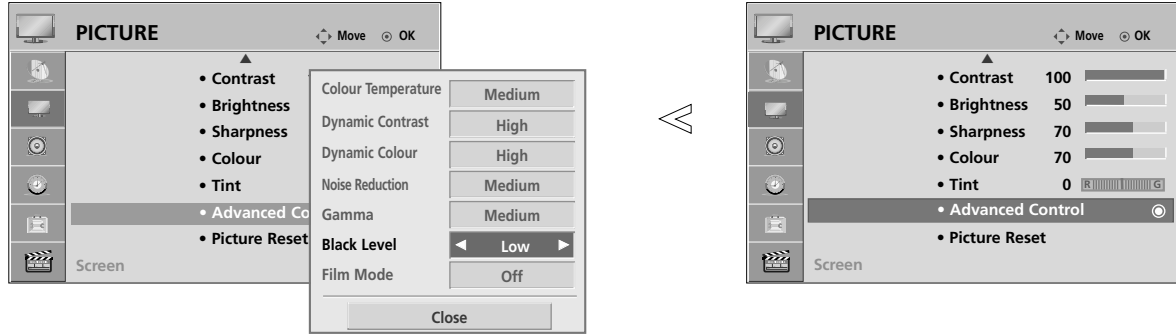 PICTURE
Move OK
• Contrast
• Brightness
• Sharpness
• Colour
• Tint
• Advanced Co
• Picture Reset
Screen
Colour Temperature Medium
Dynamic Contrast High
Dynamic Colour High
Noise Reduction Medium
Gamma Medium
Black Level Low
Film Mode Off
Close
PICTURE
Move OK
• Contrast 100
• Brightness 50
• Sharpness 70
• Colour 70
• Tint 0 R G
• Advanced Control
• Picture Reset
Screen